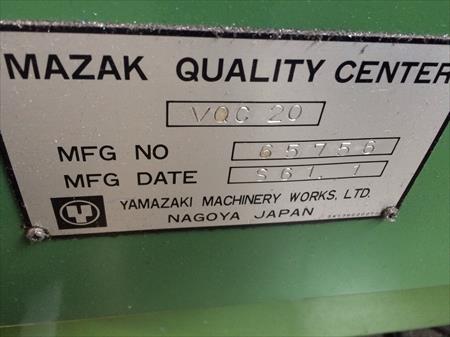 MAZAK QUALITY CENTER
VQC 20
MFG NO 65756
MFG DATE S61. 1
YAMAZAKI MACHINERY WORKS, LTD.
NAGOYA JAPAN